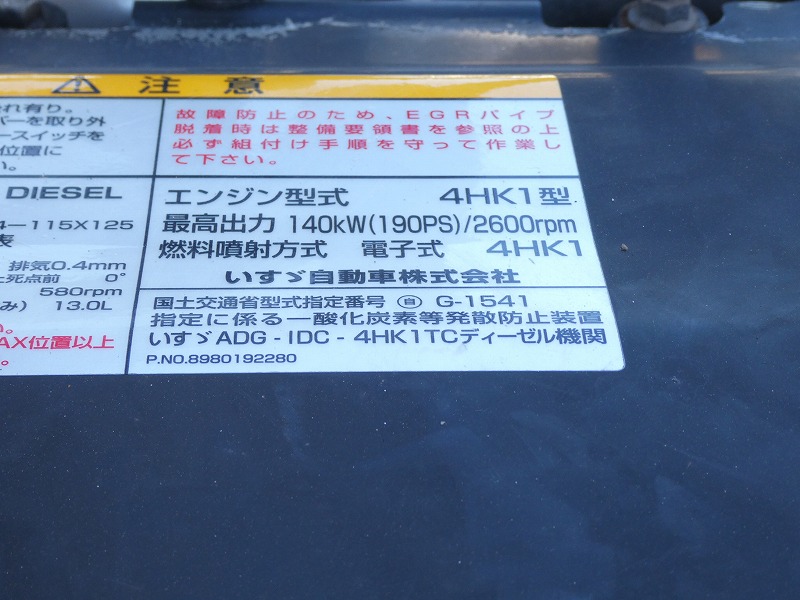 注意
れ有り。
バーを取り外
ースイッチを
位置に
い。
故障防止のため、EGRパイプ
脱着時は整備要領書を参照の上
必ず組付け手順を守って作業し
て下さい。
DIESEL
4-115X125
表
排気0.4mm
上死点前 0°
580rpm
み) 13.0L
い。
AX位置以上
。
エンジン型式 4HK1型
最高出力 140kW(190PS)/2600rpm
燃料噴射方式 電子式 4HK1
いすゞ自動車株式会社
国土交通省型式指定番号 自 G-1541
指定に係る一酸化炭素等発散防止装置
いすゞADG - IDC - 4HK1TCディーゼル機関
P.NO.8980192280